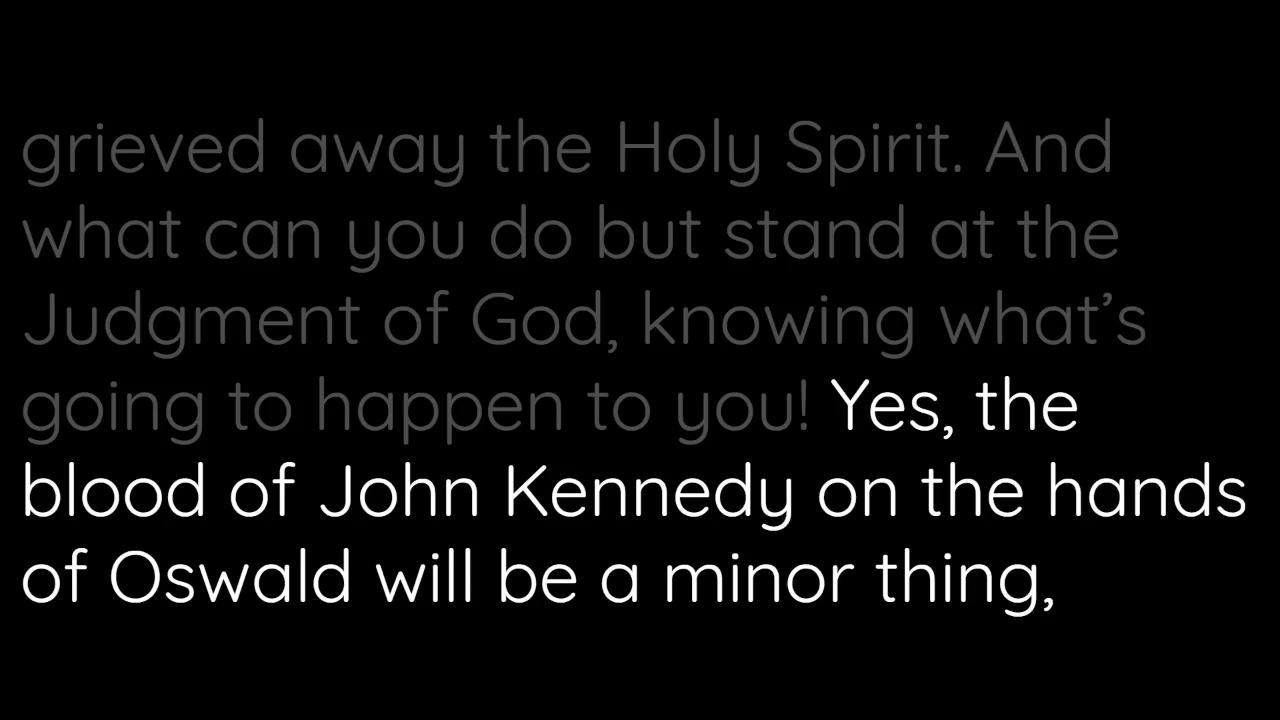 grieved away the Holy Spirit. And
what can you do but stand at the
Judgment of God, knowing what’s
going to happen to you! Yes, the
blood of John Kennedy on the hands
of Oswald will be a minor thing,